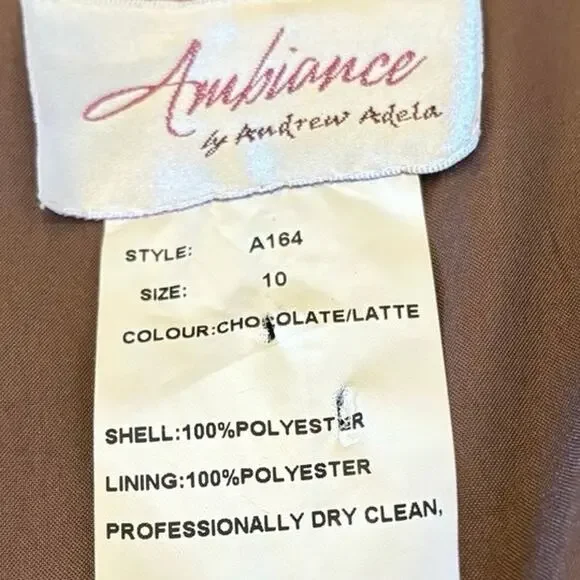 Ambiance
by Andrew Adela
STYLE: A164
SIZE: 10
COLOUR:CHOCOLATE/LATTE
SHELL:100%POLYESTER
LINING:100%POLYESTER
PROFESSIONALLY DRY CLEAN,